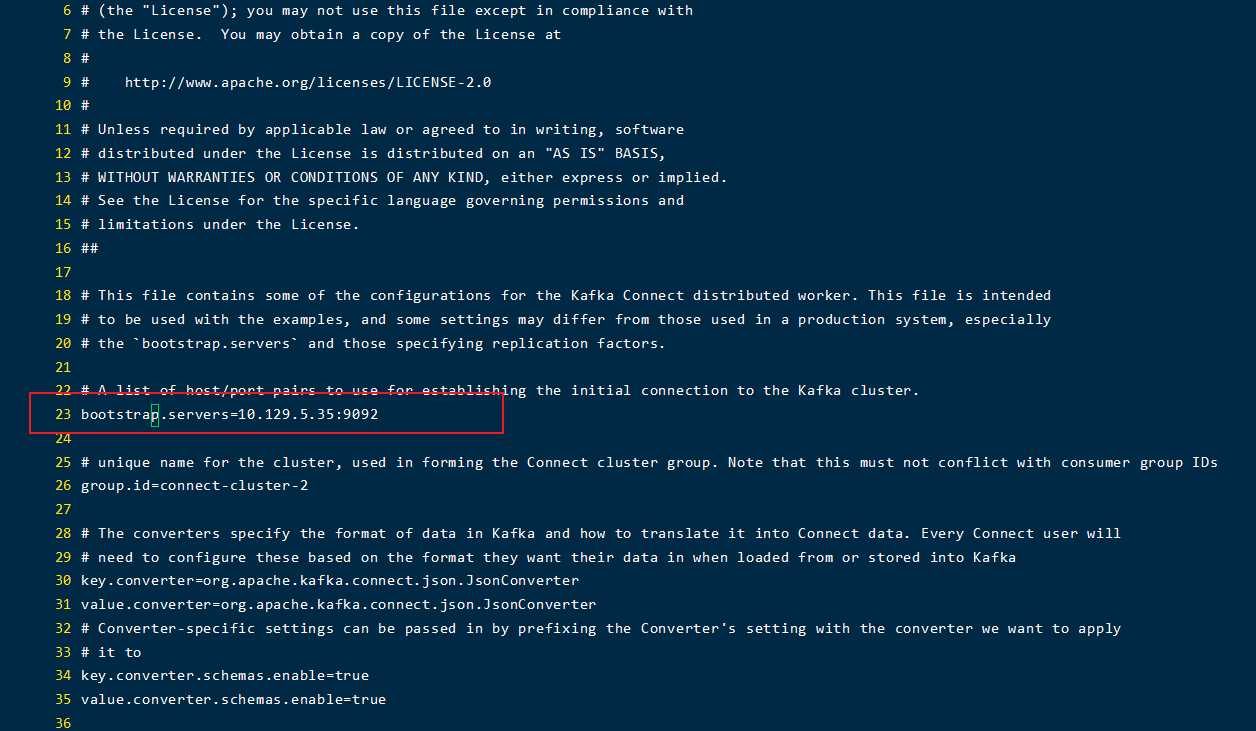 6 # (the "License"); you may not use this file except in compliance with
7 # the License.  You may obtain a copy of the License at
8 #
9 #    http://www.apache.org/licenses/LICENSE-2.0
10 #
11 # Unless required by applicable law or agreed to in writing, software
12 # distributed under the License is distributed on an "AS IS" BASIS,
13 # WITHOUT WARRANTIES OR CONDITIONS OF ANY KIND, either express or implied.
14 # See the License for the specific language governing permissions and
15 # limitations under the License.
16 ##
17
18 # This file contains some of the configurations for the Kafka Connect distributed worker. This file is intended
19 # to be used with the examples, and some settings may differ from those used in a production system, especially
20 # the `bootstrap.servers` and those specifying replication factors.
21
22 # A list of host/port pairs to use for establishing the initial connection to the Kafka cluster.
23 bootstrap.servers=10.129.5.35:9092
24
25 # unique name for the cluster, used in forming the Connect cluster group. Note that this must not conflict with consumer group IDs
26 group.id=connect-cluster-2
27
28 # The converters specify the format of data in Kafka and how to translate it into Connect data. Every Connect user will
29 # need to configure these based on the format they want their data in when loaded from or stored into Kafka
30 key.converter=org.apache.kafka.connect.json.JsonConverter
31 value.converter=org.apache.kafka.connect.json.JsonConverter
32 # Converter-specific settings can be passed in by prefixing the Converter's setting with the converter we want to apply
33 # it to
34 key.converter.schemas.enable=true
35 value.converter.schemas.enable=true
36